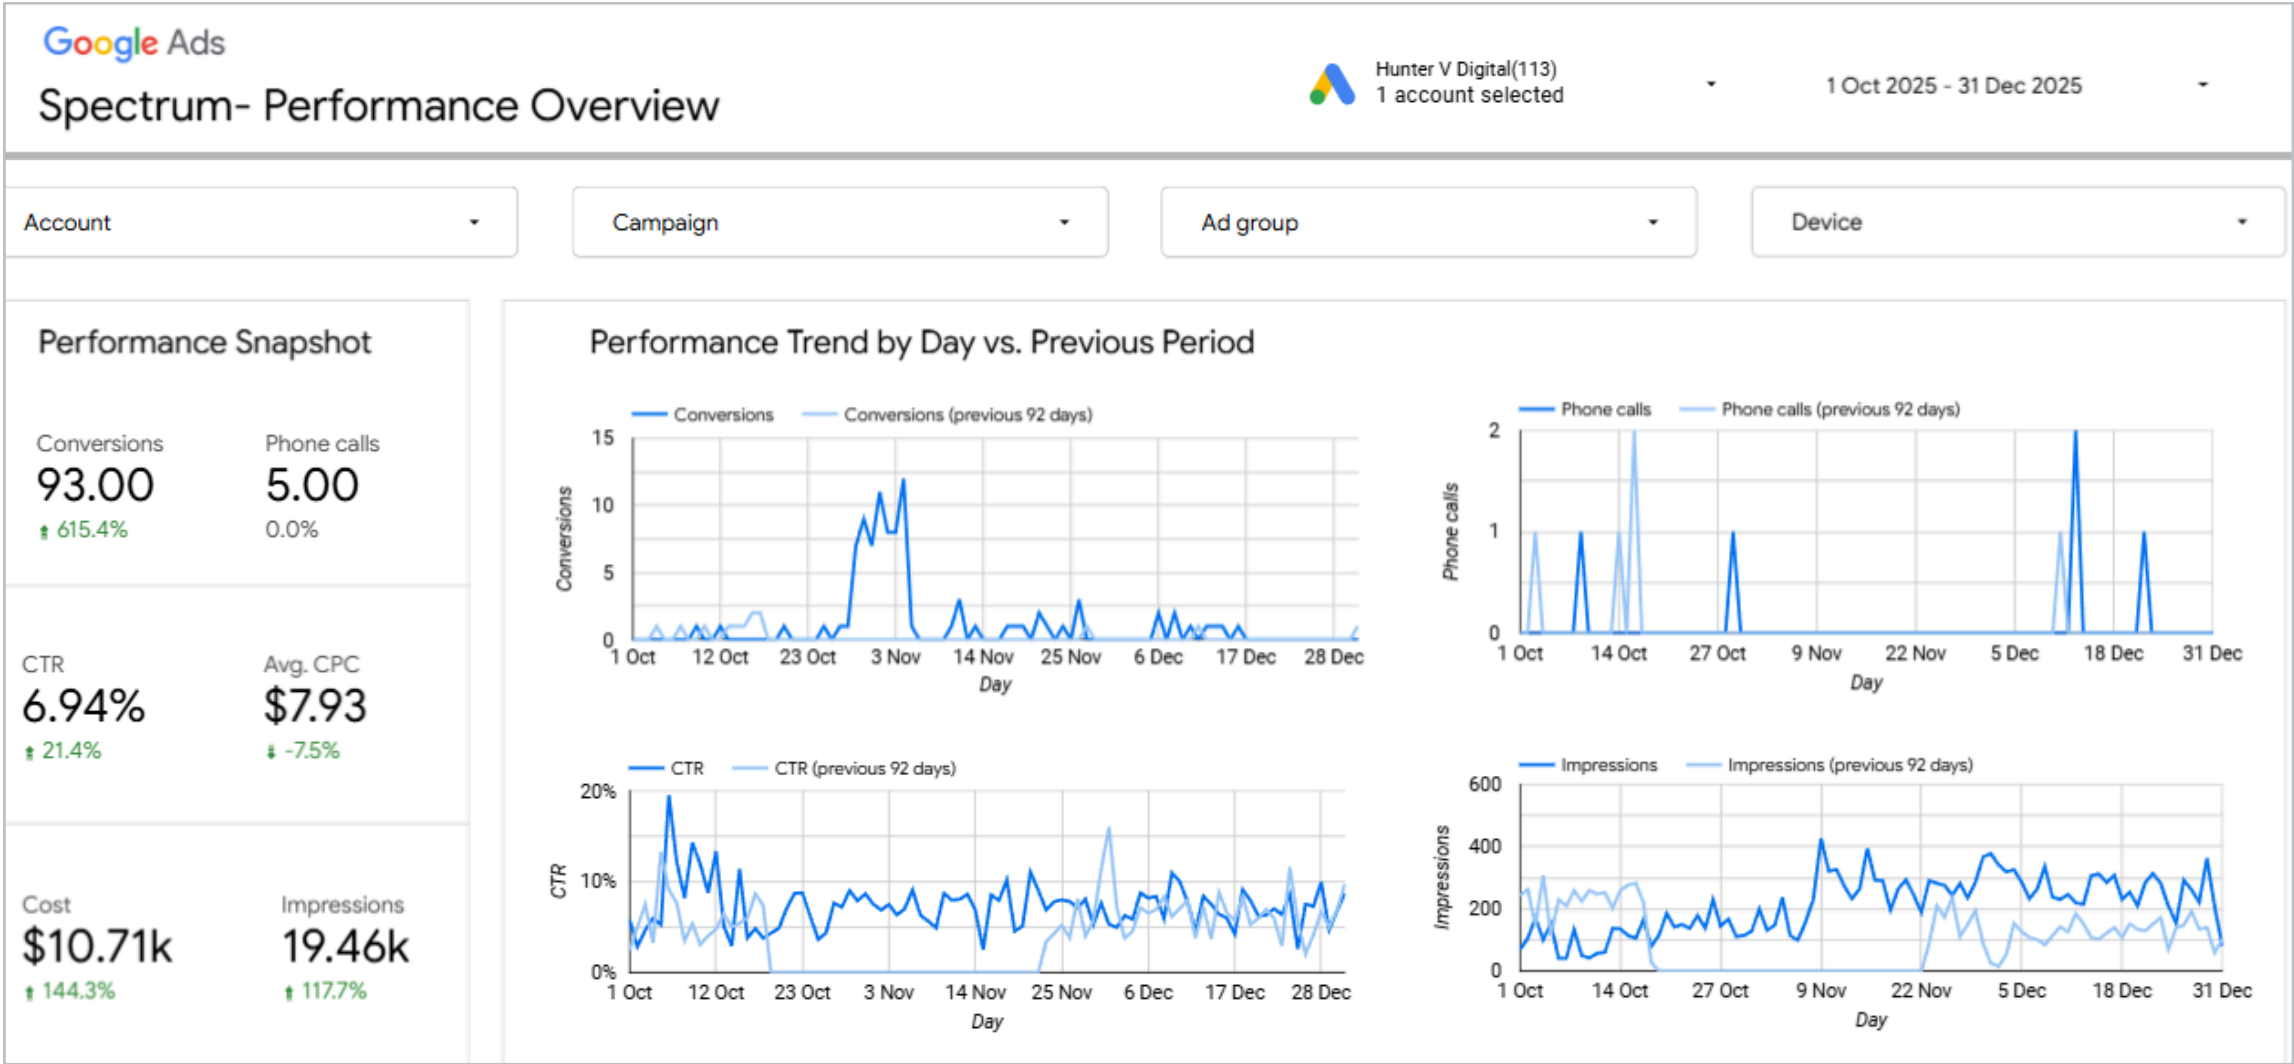 Google Ads
Spectrum- Performance Overview
Hunter V Digital(113)
1 account selected
1 Oct 2025 - 31 Dec 2025
Account
Campaign
Ad group
Device
Performance Snapshot
Conversions
93.00
615.4%
Phone calls
5.00
0.0%
CTR
6.94%
21.4%
Avg. CPC
$7.93
-7.5%
Cost
$10.71k
144.3%
Impressions
19.46k
117.7%
Performance Trend by Day vs. Previous Period
Conversions Conversions (previous 92 days)
15
10
5
0
Conversions
1 Oct 12 Oct 23 Oct 3 Nov 14 Nov 25 Nov 6 Dec 17 Dec 28 Dec
Day
Phone calls Phone calls (previous 92 days)
2
1
0
Phone calls
1 Oct 14 Oct 27 Oct 9 Nov 22 Nov 5 Dec 18 Dec 31 Dec
Day
CTR CTR (previous 92 days)
20%
10%
0%
CTR
1 Oct 12 Oct 23 Oct 3 Nov 14 Nov 25 Nov 6 Dec 17 Dec 28 Dec
Day
Impressions Impressions (previous 92 days)
600
400
200
0
Impressions
1 Oct 14 Oct 27 Oct 9 Nov 22 Nov 5 Dec 18 Dec 31 Dec
Day